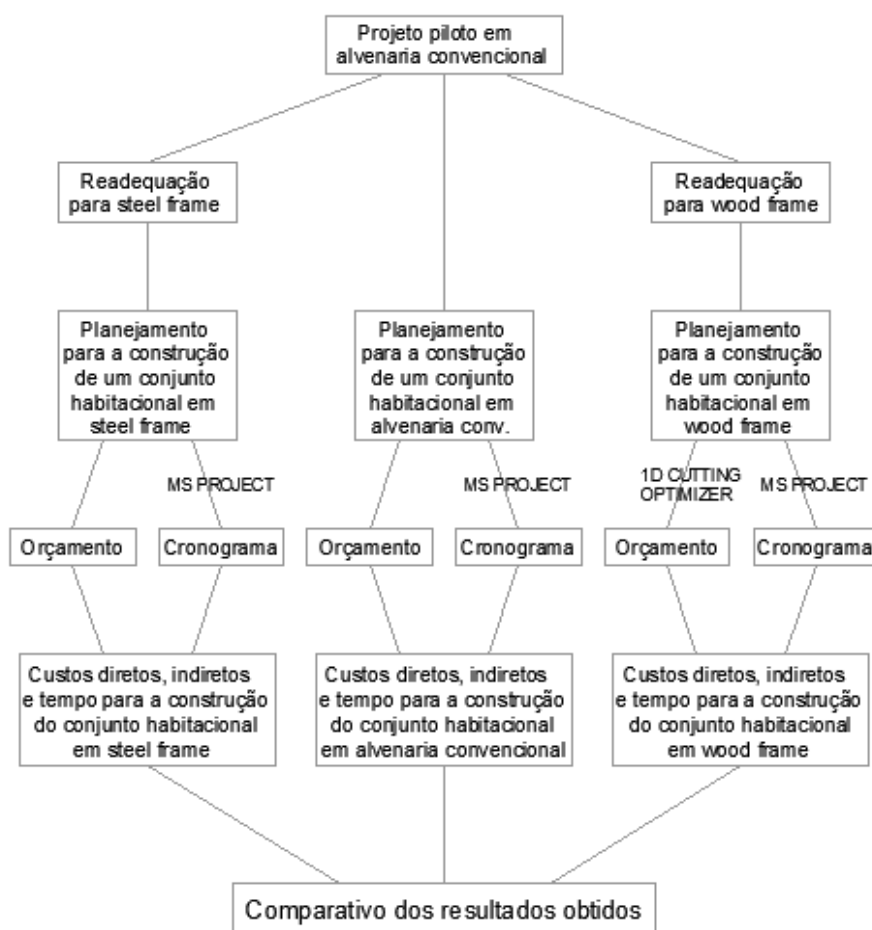 Projeto piloto em
alvenaria convencional
Readequação
para steel frame
Readequação
para wood frame
Planejamento
para a construção
de um conjunto
habitacional em
steel frame
Planejamento
para a construção
de um conjunto
habitacional em
alvenaria conv.
Planejamento
para a construção
de um conjunto
habitacional em
wood frame
MS PROJECT
MS PROJECT
1D CUTTING
OPTIMIZER
MS PROJECT
Orçamento
Cronograma
Orçamento
Cronograma
Orçamento
Cronograma
Custos diretos, indiretos
e tempo para a construção
do conjunto habitacional
em steel frame
Custos diretos, indiretos
e tempo para a construção
do conjunto habitacional
em alvenaria convencional
Custos diretos, indiretos
e tempo para a construção
do conjunto habitacional
em wood frame
Comparativo dos resultados obtidos